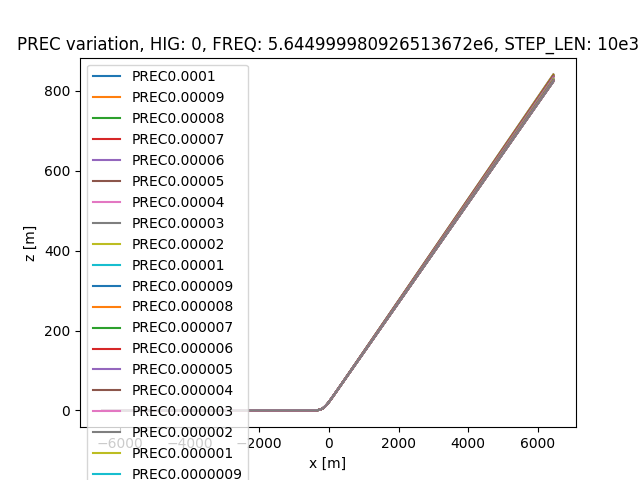 PREC variation, HIG: 0, FREQ: 5.644999980926513672e6, STEP_LEN: 10e3
PREC0.0001
PREC0.00009
PREC0.00008
PREC0.00007
PREC0.00006
PREC0.00005
PREC0.00004
PREC0.00003
PREC0.00002
PREC0.00001
PREC0.000009
PREC0.000008
PREC0.000007
PREC0.000006
PREC0.000005
PREC0.000004
PREC0.000003
PREC0.000002
PREC0.000001
PREC0.0000009
800
600
400
200
0
z [m]
−6000 −4000 −2000 0 2000 4000 6000
x [m]